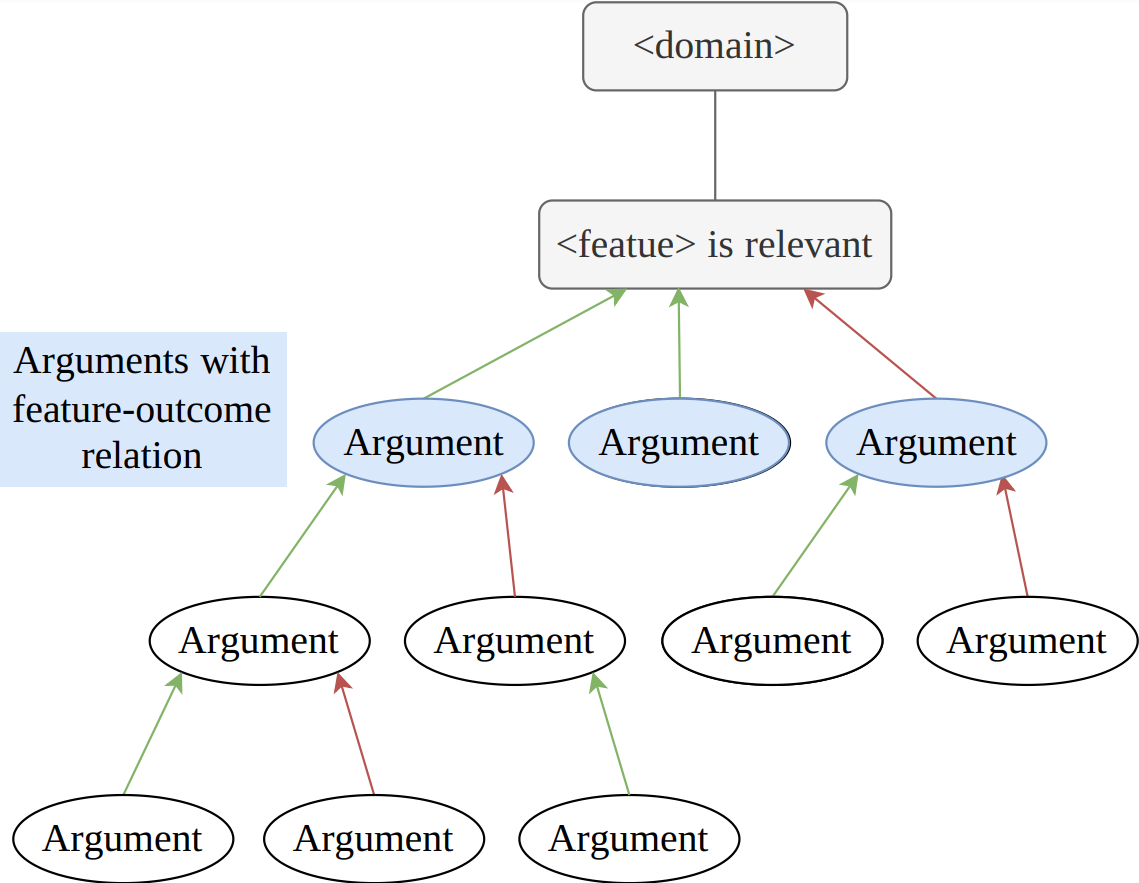 <domain>
<featue> is relevant
Arguments with
feature-outcome
relation
Argument
Argument
Argument
Argument
Argument
Argument
Argument
Argument
Argument
Argument